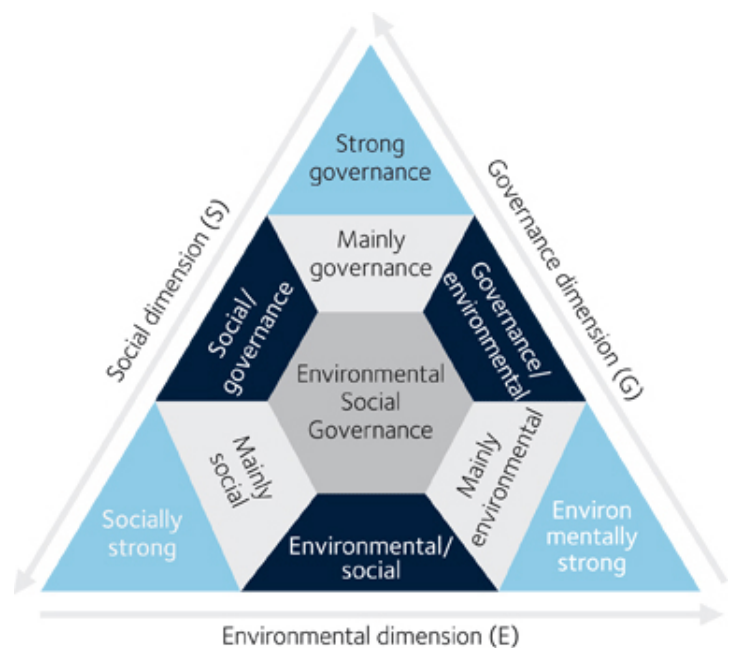 Strong
governance
Social dimension (S)
Governance dimension (G)
Mainly
governance
Social/
governance
Governance/
environmental
Environmental
Social
Governance
Mainly
social
Mainly
environmental
Socially
strong
Environmental/
social
Environ
mentally
strong
Environmental dimension (E)